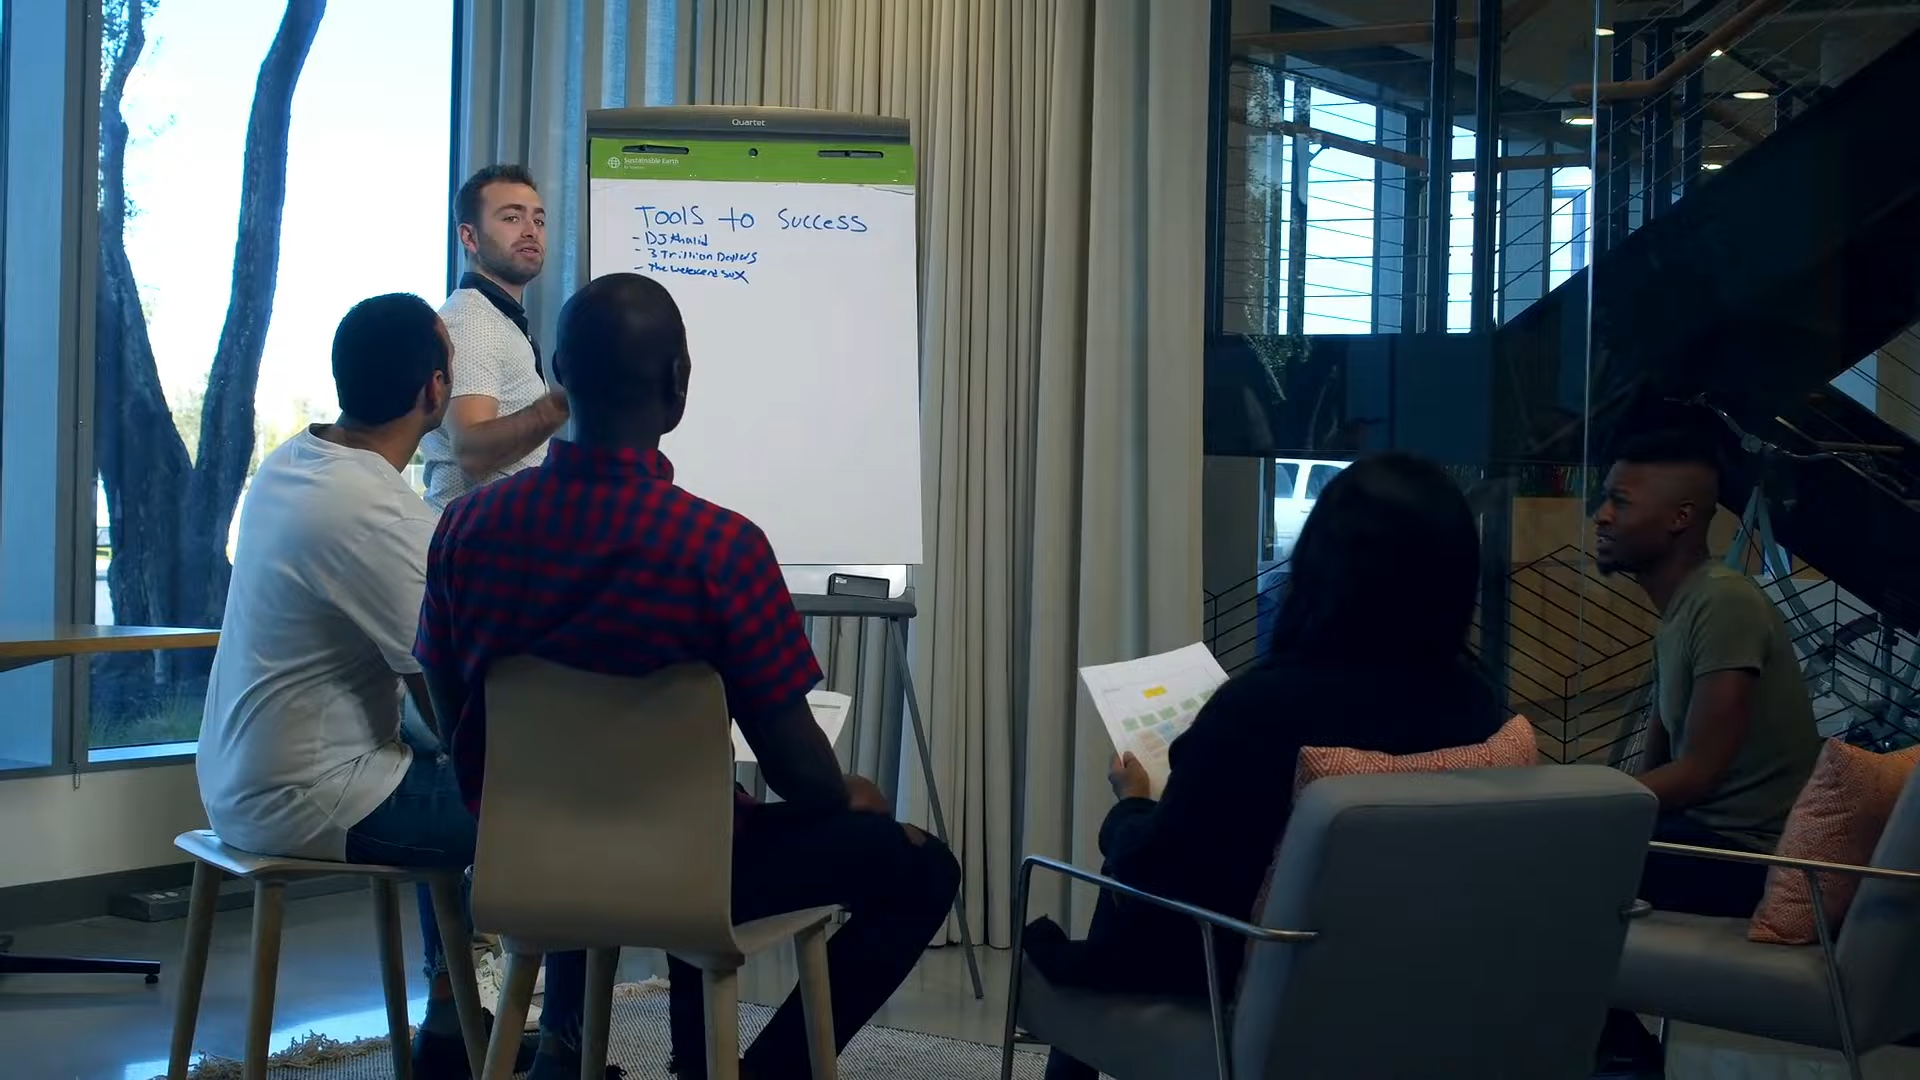 Quartet
Sustainable Earth
Tools to Success
- DJ Khalid
- 3 Trillion Dollars
- The weekend sux